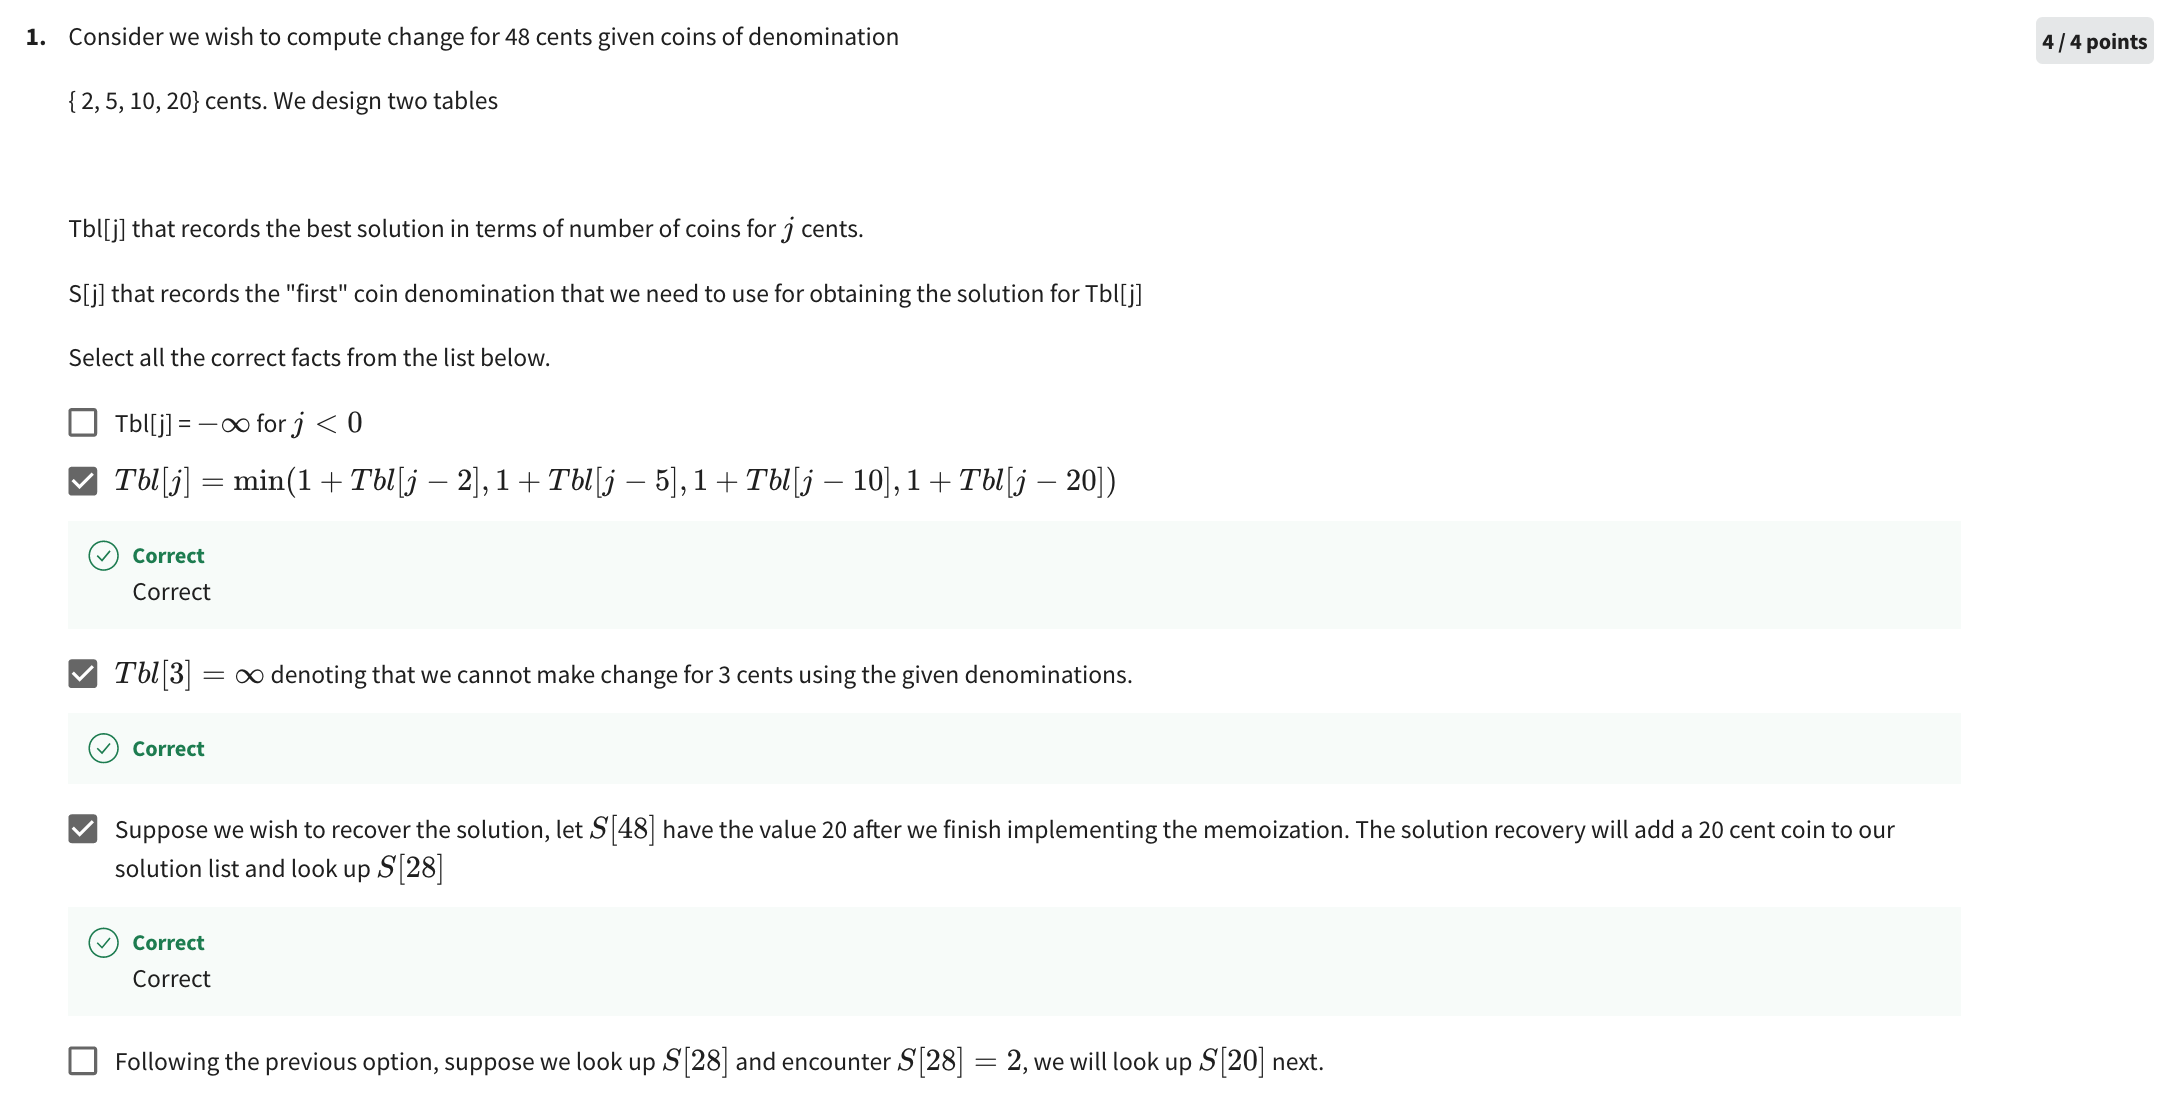 1. Consider we wish to compute change for 48 cents given coins of denomination
4 / 4 points
{ 2, 5, 10, 20} cents. We design two tables
Tbl[j] that records the best solution in terms of number of coins for j cents.
S[j] that records the "first" coin denomination that we need to use for obtaining the solution for Tbl[j]
Select all the correct facts from the list below.
Tbl[j] = −∞ for j < 0
Tbl[j] = min(1 + Tbl[j − 2], 1 + Tbl[j − 5], 1 + Tbl[j − 10], 1 + Tbl[j − 20])
Correct
Correct
Tbl[3] = ∞ denoting that we cannot make change for 3 cents using the given denominations.
Correct
Suppose we wish to recover the solution, let S[48] have the value 20 after we finish implementing the memoization. The solution recovery will add a 20 cent coin to our
solution list and look up S[28]
Correct
Correct
Following the previous option, suppose we look up S[28] and encounter S[28] = 2, we will look up S[20] next.